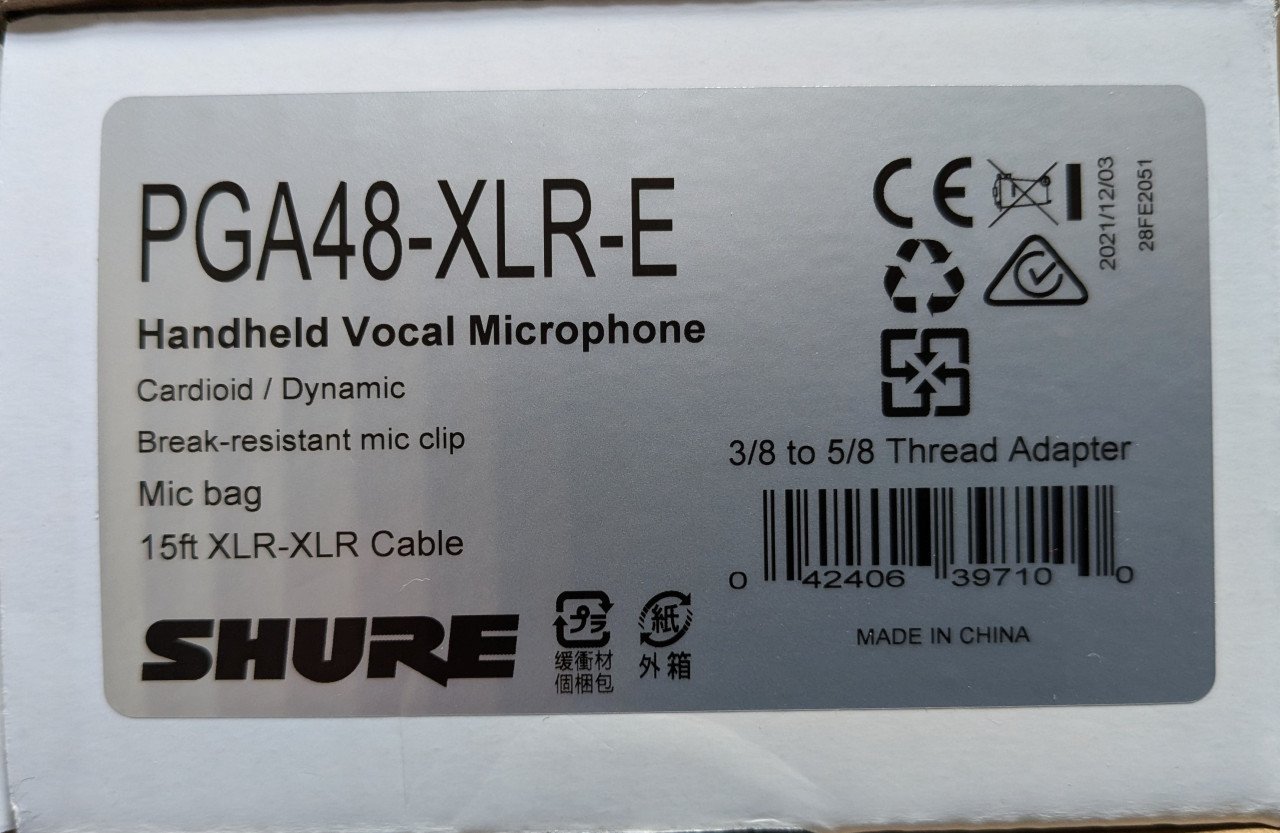 PGA48-XLR-E
Handheld Vocal Microphone
Cardioid / Dynamic
Break-resistant mic clip
Mic bag
15ft XLR-XLR Cable
SHURE
プラ
緩衝材
個梱包
紙
外箱
CE
2021/12/03
28FE2051
3/8 to 5/8 Thread Adapter
0 42406 39710 0
MADE IN CHINA